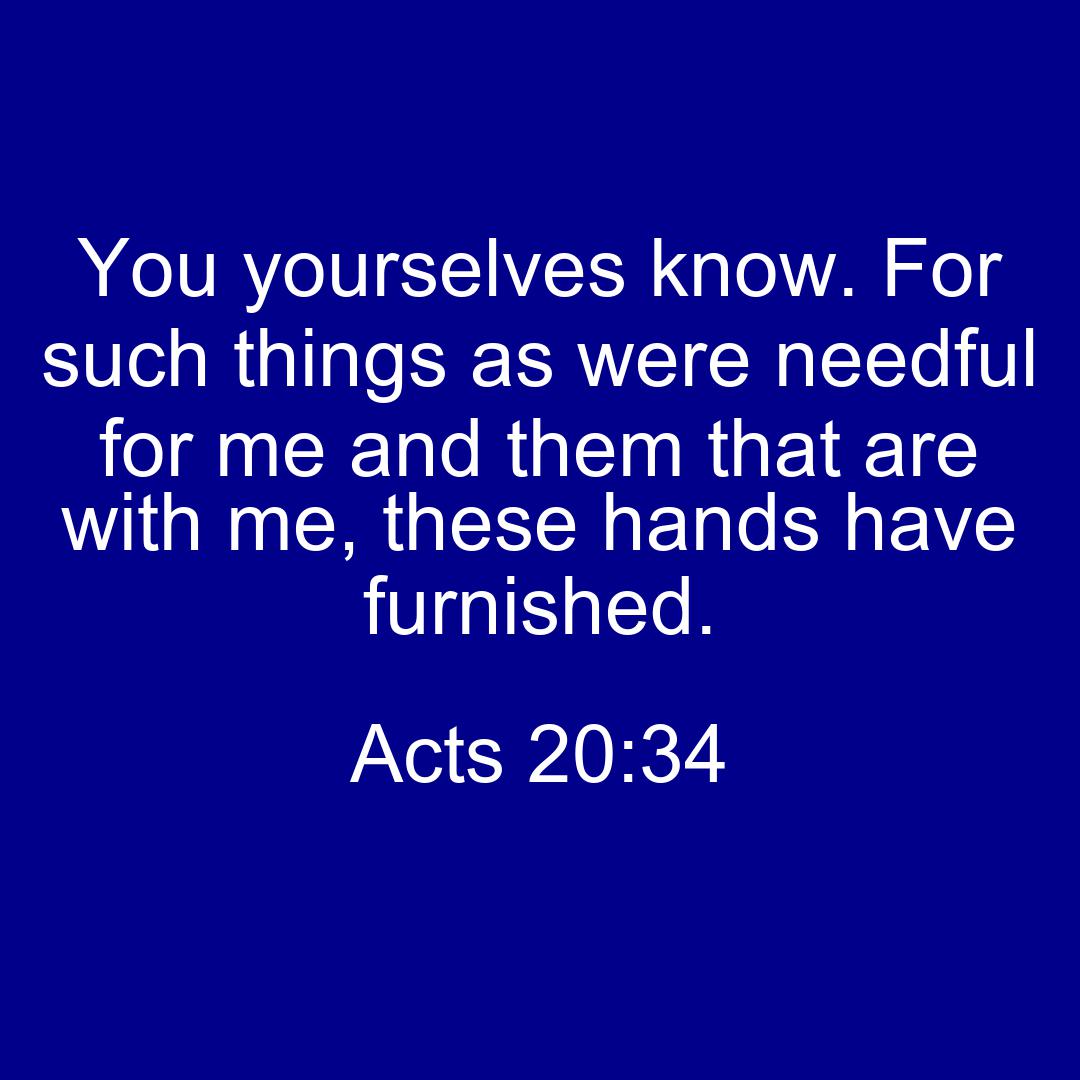 You yourselves know. For
such things as were needful
for me and them that are
with me, these hands have
furnished.
Acts 20:34